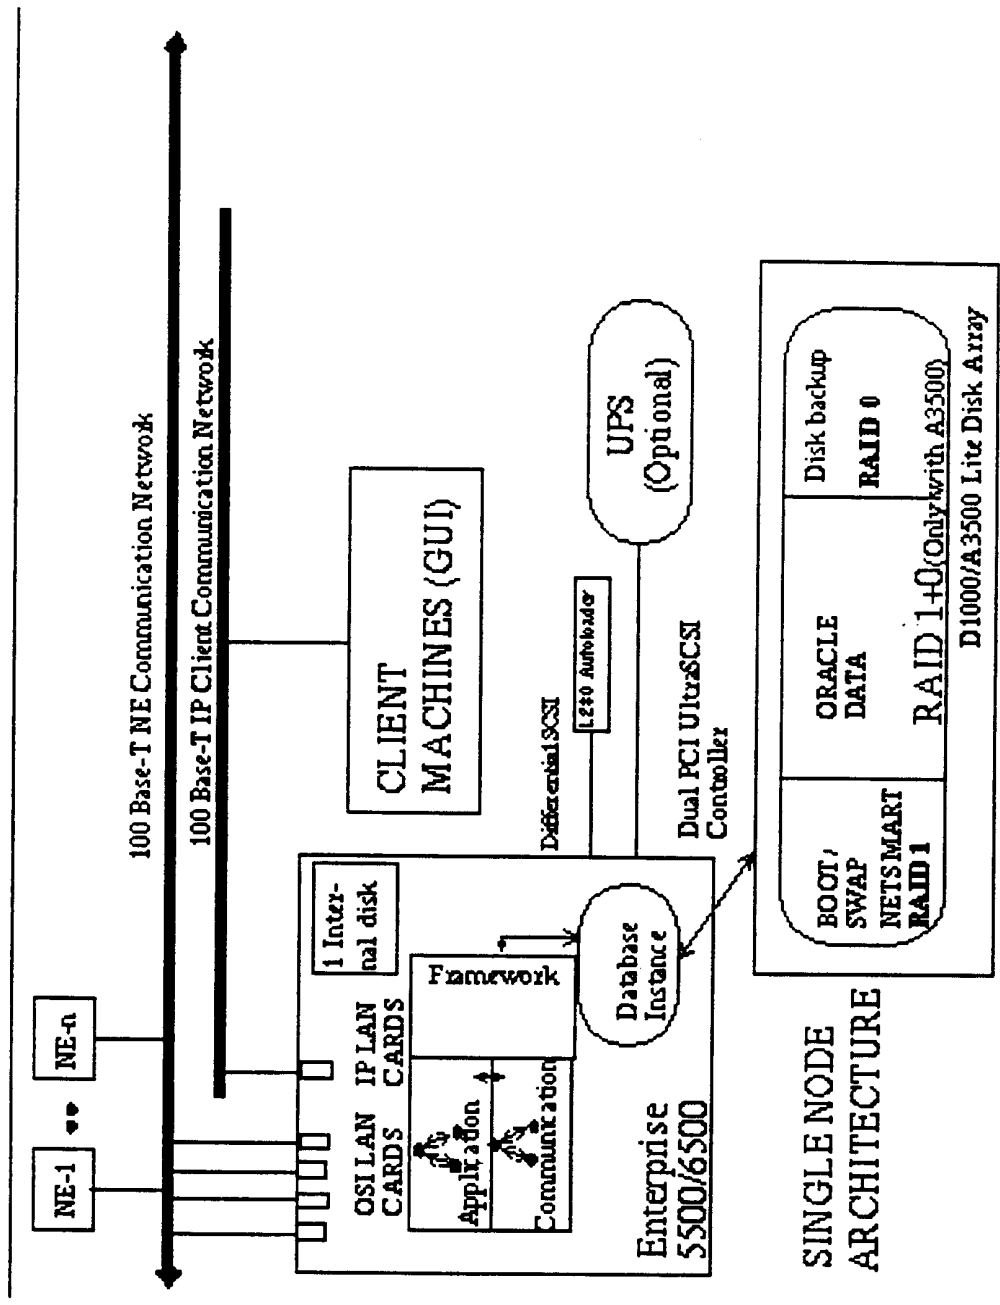 100 Base-T NE Communication Network
100 Base-T IP Client Communication Network
NE-1
NE-n
CLIENT
MACHINES (GUI)
OSI LAN
CARDS
IP LAN
CARDS
1 Inter-
nal disk
Application
Communication
Framework
Database
Instance
Enterprise
5500/6500
Differential SCSI
L280 Autoloader
UPS
(Optional)
Dual PCI UltraSCSI
Controller
BOOT/
SWAP
NETSMART
RAID 1
ORACLE
DATA
RAID 1+0(Only with A3500)
Disk backup
RAID 0
D1000/A3500 Lite Disk Array
SINGLE NODE
ARCHITECTURE